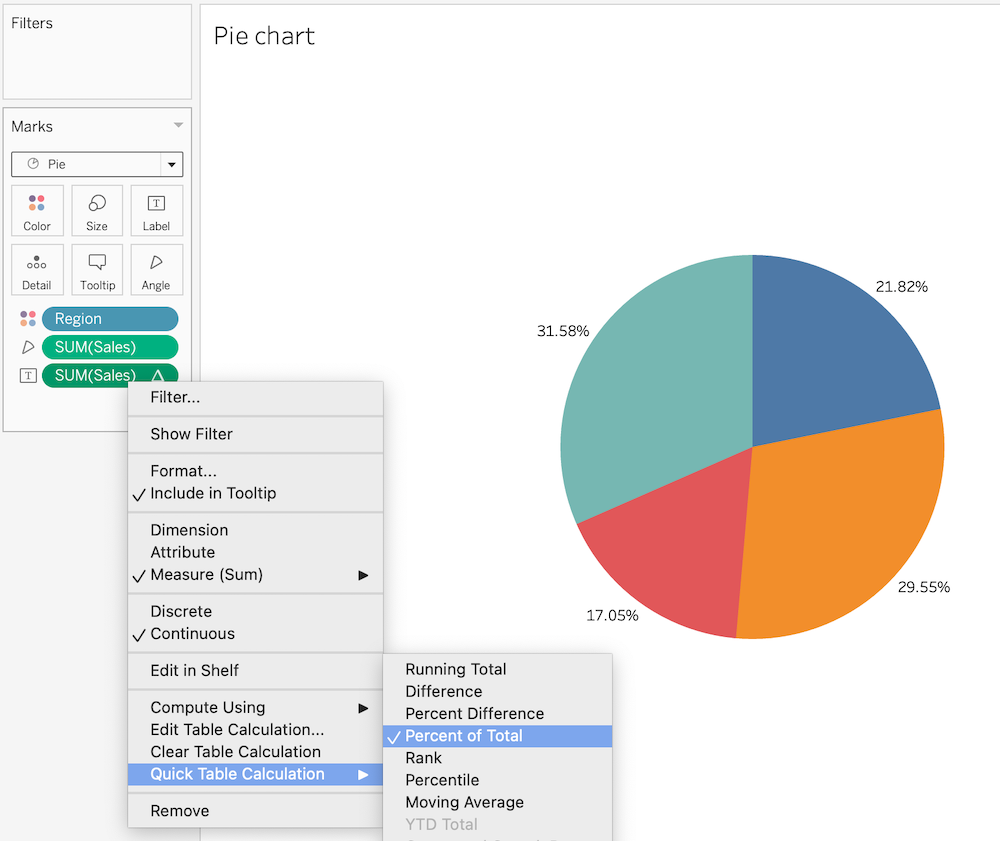 Filters
Pie chart
Marks
Pie
Color
Size
Label
T
Detail
Tooltip
Angle
Region
SUM(Sales)
T
SUM(Sales)
Filter...
Show Filter
Format...
Include in Tooltip
Dimension
Attribute
Measure (Sum)
Discrete
Continuous
Edit in Shelf
Compute Using
Edit Table Calculation...
Clear Table Calculation
Quick Table Calculation
Remove
Running Total
Difference
Percent Difference
Percent of Total
Rank
Percentile
Moving Average
YTD Total
21.82%
31.58%
29.55%
17.05%